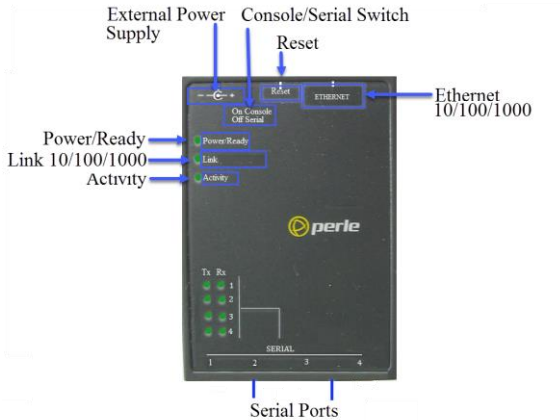 External Power
Supply
Console/Serial Switch
Reset
Ethernet
10/100/1000
Reset
ETHERNET
- +
On Console
Off Serial
Power/Ready
Power/Ready
Link 10/100/1000
Link
Activity
Activity
perle
Tx Rx
1
2
3
4
SERIAL
1 2 3 4
Serial Ports